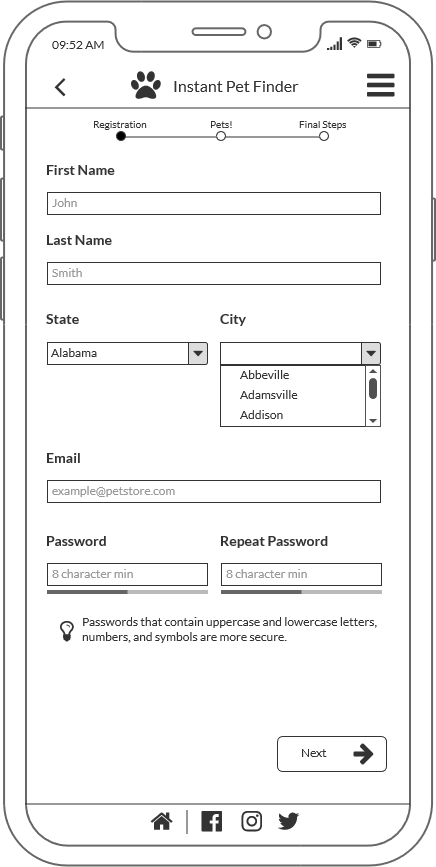 09:52 AM
Instant Pet Finder
Registration Pets! Final Steps
First Name
John
Last Name
Smith
State City
Alabama
Abbeville
Adamsville
Addison
Email
example@petstore.com
Password Repeat Password
8 character min 8 character min
Passwords that contain uppercase and lowercase letters,
numbers, and symbols are more secure.
Next